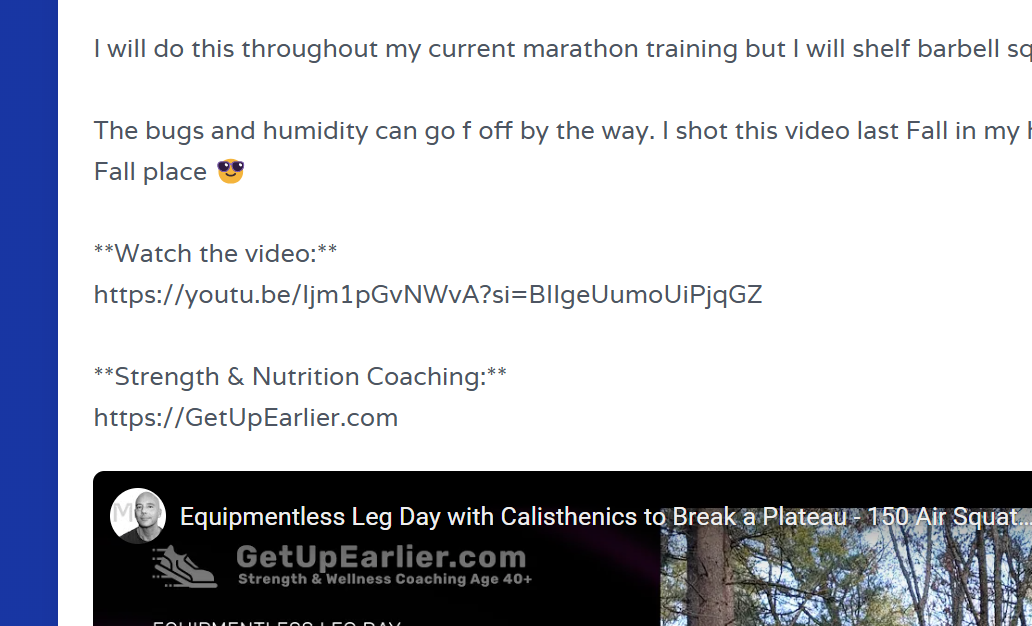 I will do this throughout my current marathon training but I will shelf barbell
The bugs and humidity can go f off by the way. I shot this video last Fall in my
Fall place 😎
**Watch the video:**
https://youtu.be/Ijm1pGvNWvA?si=BIIgeUumoUiPjqGZ
**Strength & Nutrition Coaching:**
https://GetUpEarlier.com
Equipmentless Leg Day with Calisthenics to Break a Plateau - 150 Air Squat...
GetUpEarlier.com
Strength & Wellness Coaching Age 40+
EQUIPMENTLESS LEG DAY